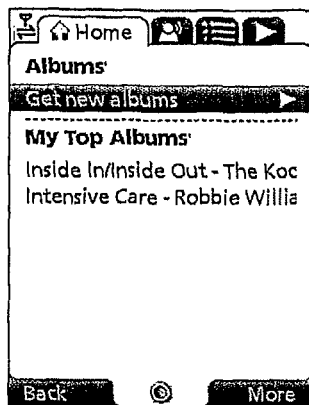 Home
Albums
Get new albums
My Top Albums
Inside In/Inside Out - The Koc
Intensive Care - Robbie Willia
Back
More